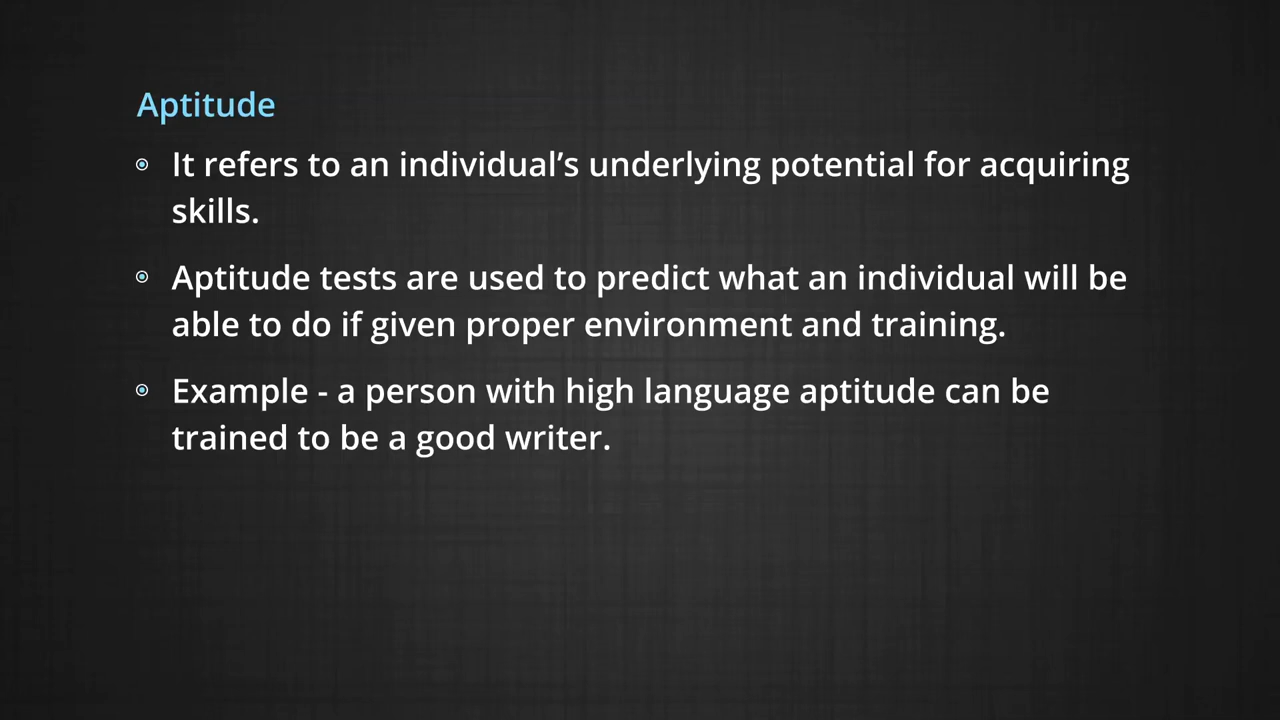 Aptitude
It refers to an individual’s underlying potential for acquiring
skills.
Aptitude tests are used to predict what an individual will be
able to do if given proper environment and training.
Example - a person with high language aptitude can be
trained to be a good writer.